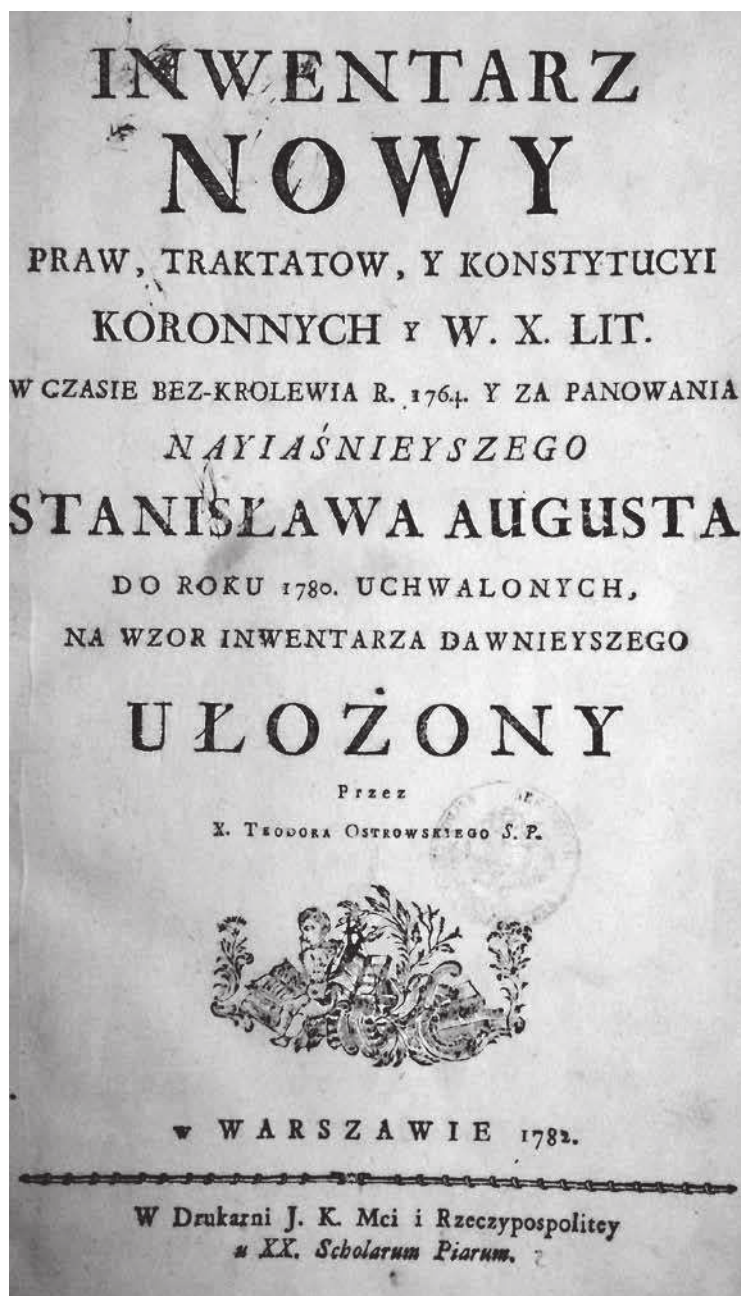 INWENTARZ
NOWY
PRAW, TRAKTATOW, Y KONSTYTUCYI
KORONNYCH Y W. X. LIT.
W CZASIE BEZ-KROLEWIA R. 1764. Y ZA PANOWANIA
NAYIAŚNIEYSZEGO
STANISŁAWA AUGUSTA
DO ROKU 1780. UCHWALONYCH,
NA WZOR INWENTARZA DAWNIEYSZEGO
UŁOŻONY
Przez
X. TEODORA OSTROWSKIEGO S. P.
w WARSZAWIE 1782.
W Drukarni J. K. Mci i Rzeczypospolitey
u XX. Scholarum Piarum.